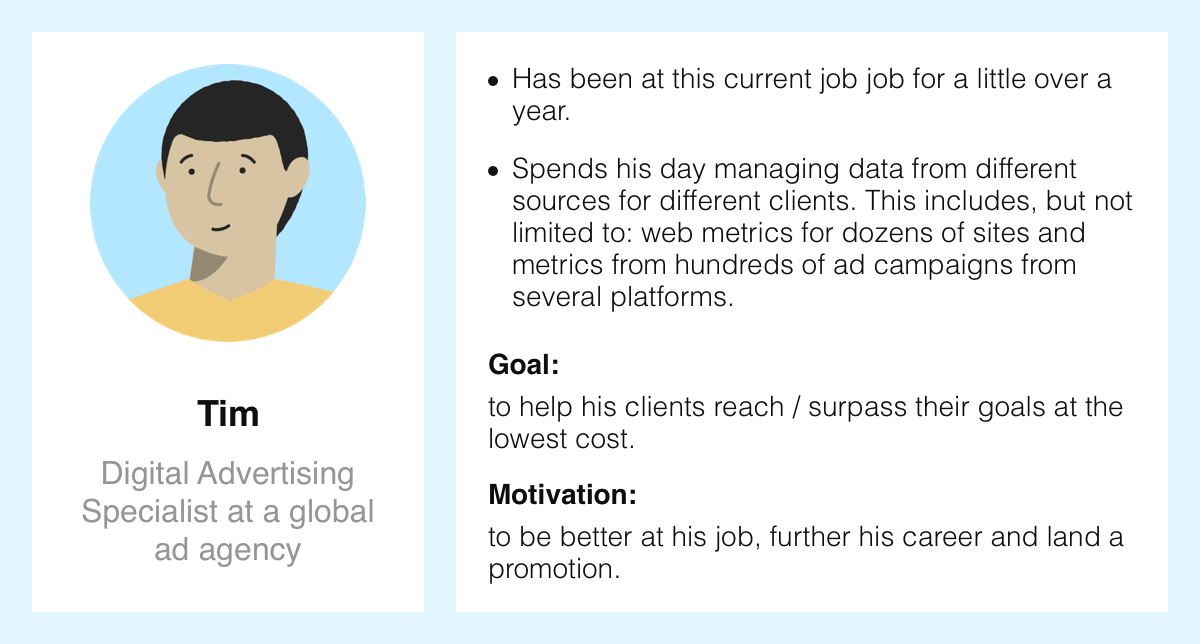 Tim
Digital Advertising
Specialist at a global
ad agency
• Has been at this current job job for a little over a
year.
• Spends his day managing data from different
sources for different clients. This includes, but not
limited to: web metrics for dozens of sites and
metrics from hundreds of ad campaigns from
several platforms.
Goal:
to help his clients reach / surpass their goals at the
lowest cost.
Motivation:
to be better at his job, further his career and land a
promotion.